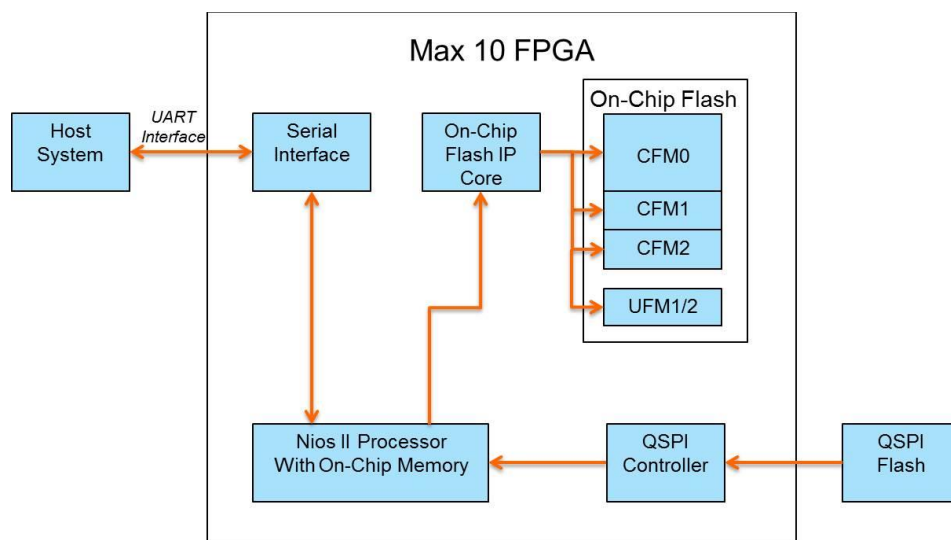 Max 10 FPGA
Host
System
UART
Interface
Serial
Interface
On-Chip
Flash IP
Core
On-Chip Flash
CFM0
CFM1
CFM2
UFM1/2
Nios II Processor
With On-Chip Memory
QSPI
Controller
QSPI
Flash